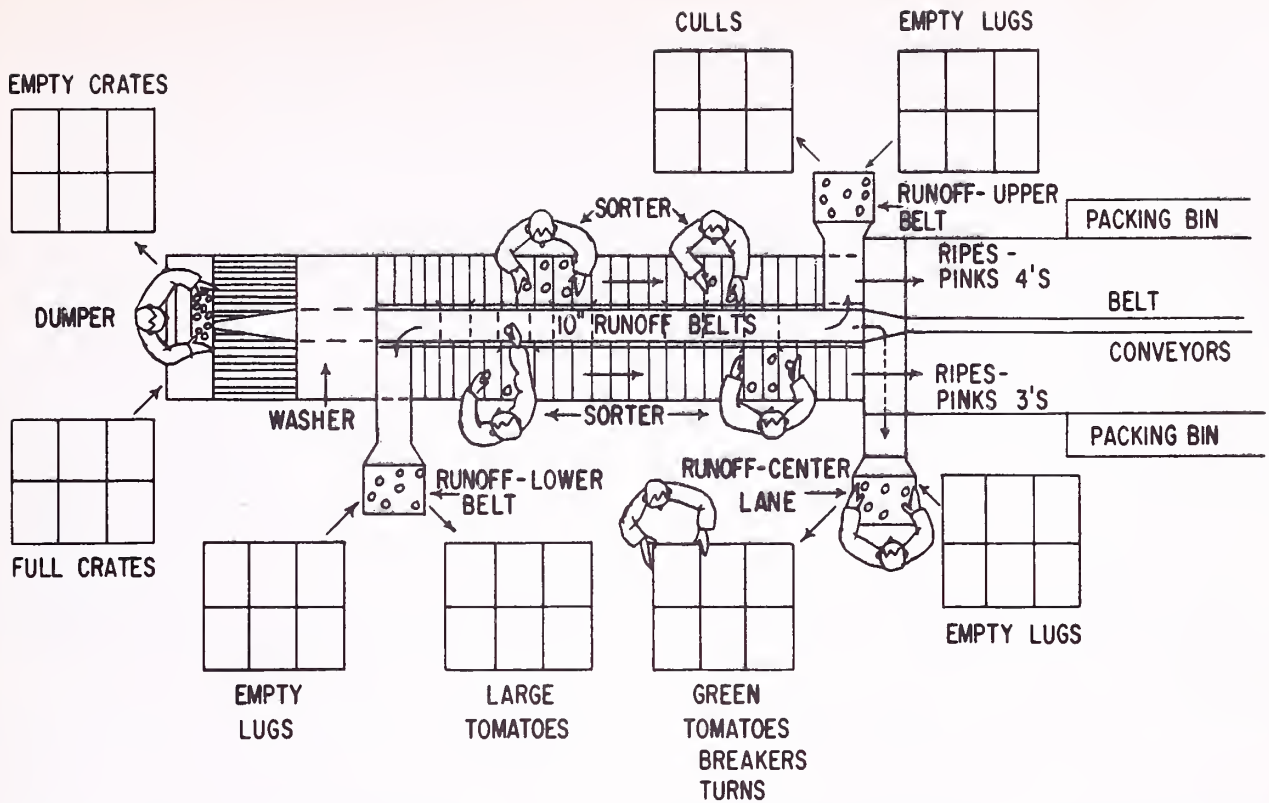 CULLS
EMPTY LUGS
EMPTY CRATES
SORTER
RUNOFF-UPPER
BELT
PACKING BIN
RIPES-
PINKS 4'S
DUMPER
10" RUNOFF BELTS
BELT
CONVEYORS
RIPES-
PINKS 3'S
WASHER
SORTER
PACKING BIN
RUNOFF-LOWER
BELT
RUNOFF-CENTER
LANE
FULL CRATES
EMPTY LUGS
EMPTY
LUGS
LARGE
TOMATOES
GREEN
TOMATOES
BREAKERS
TURNS